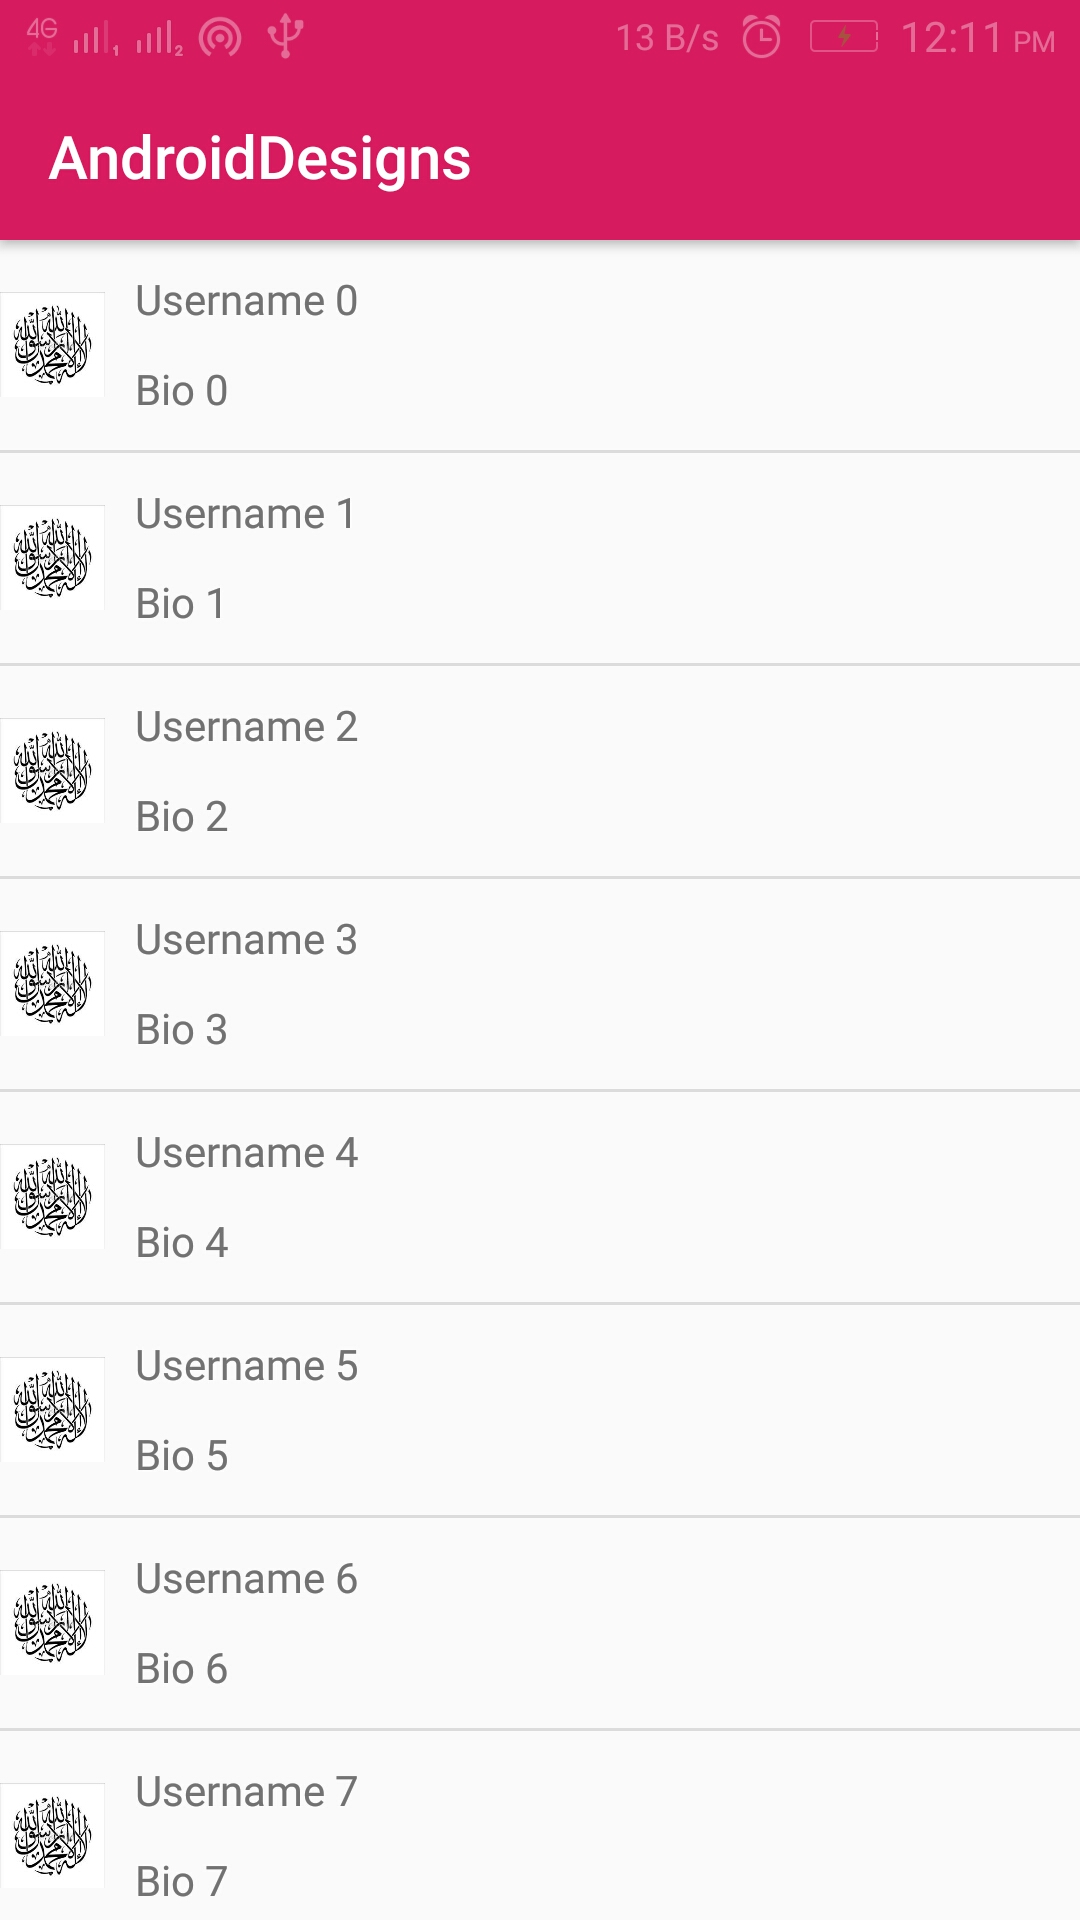 4G 1 2 13 B/s 12:11 PM
AndroidDesigns
Username 0
Bio 0
Username 1
Bio 1
Username 2
Bio 2
Username 3
Bio 3
Username 4
Bio 4
Username 5
Bio 5
Username 6
Bio 6
Username 7
Bio 7